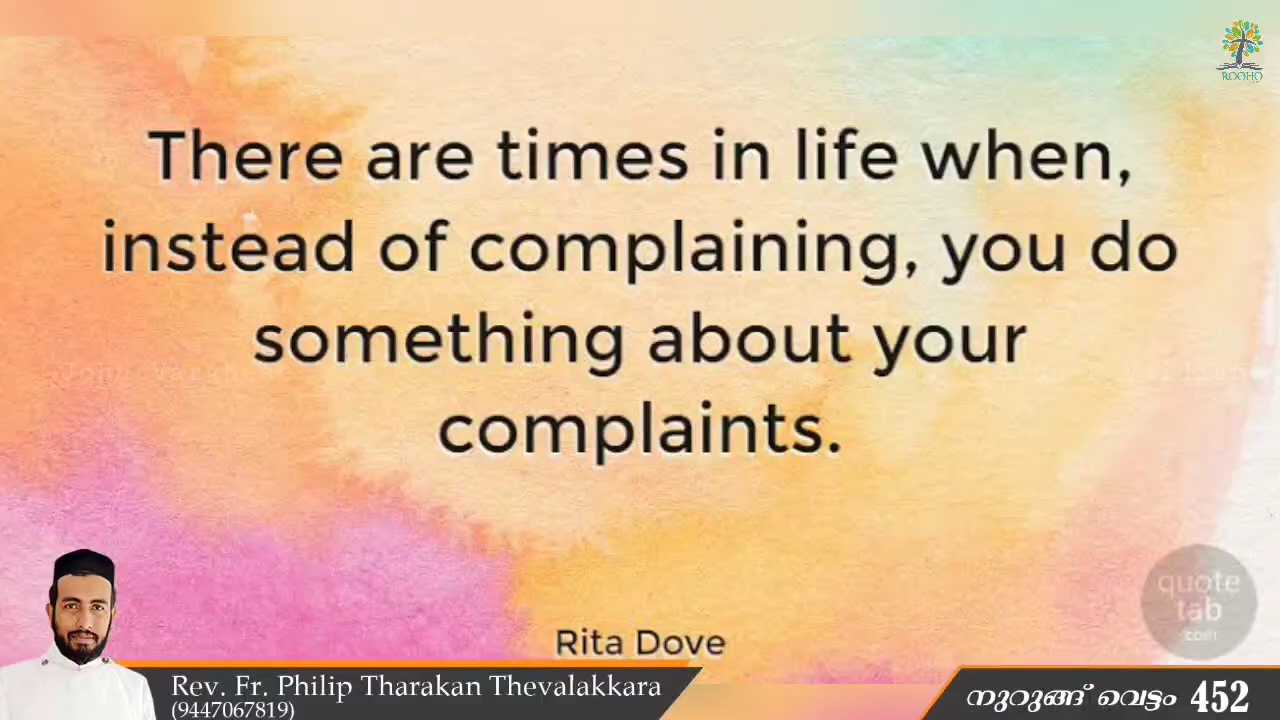 ROOHO
There are times in life when,
instead of complaining, you do
something about your
complaints.
quote
tab
.com
Rita Dove
Rev. Fr. Philip Tharakan Thevalakkara
(9447067819)
നുറുങ്ങ് വെട്ടം 452